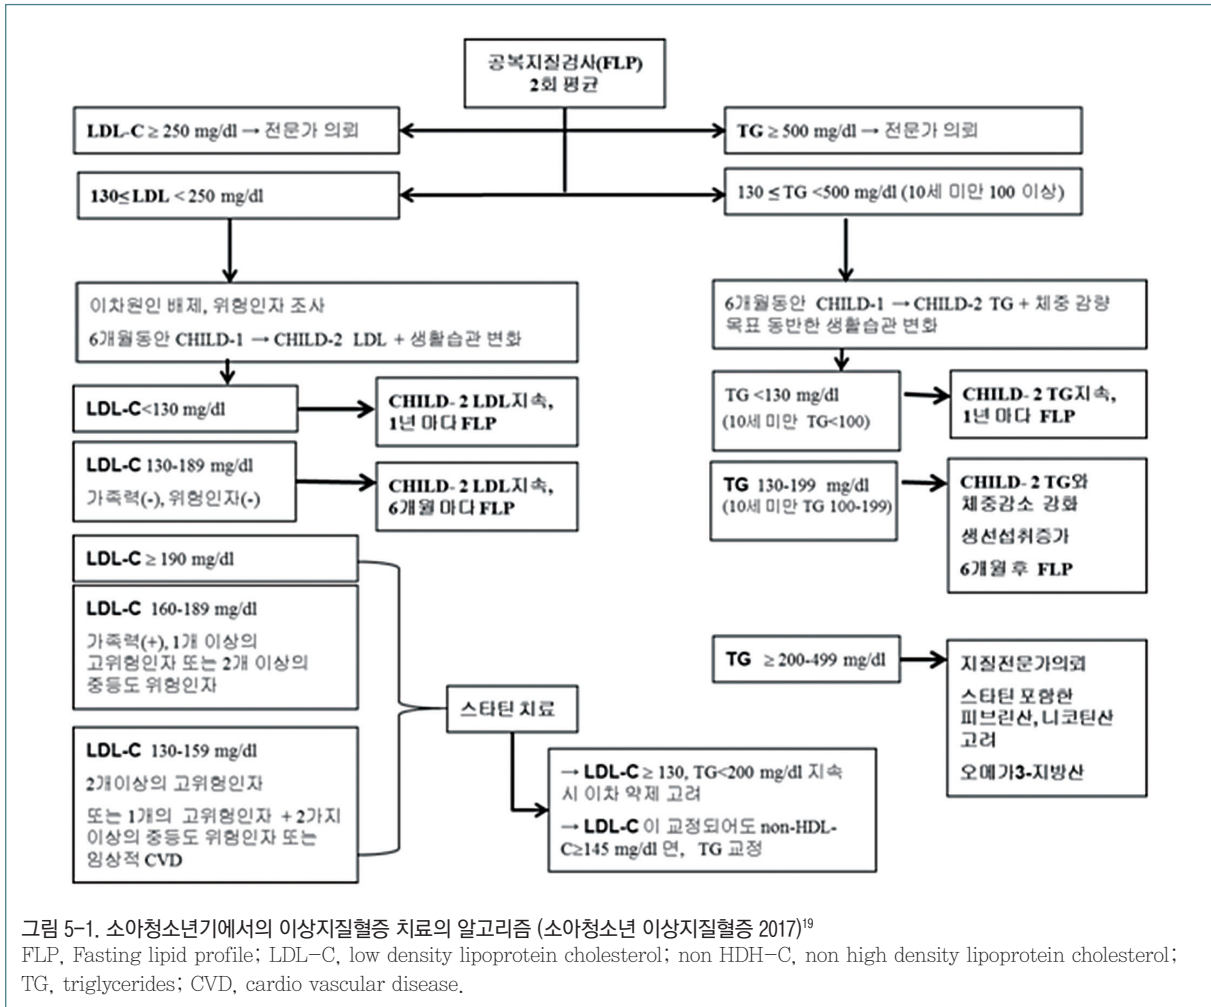 공복지질검사(FLP)
2회 평균
LDL-C ≥ 250 mg/dl → 전문가 의뢰
TG ≥ 500 mg/dl → 전문가 의뢰
130≤ LDL < 250 mg/dl
130 ≤ TG <500 mg/dl (10세 미만 100 이상)
이차원인 배제, 위험인자 조사
6개월동안 CHILD-1 → CHILD-2 LDL + 생활습관 변화
6개월동안 CHILD-1 → CHILD-2 TG + 체중 감량
목표 동반한 생활습관 변화
LDL-C<130 mg/dl
CHILD- 2 LDL지속,
1년 마다 FLP
LDL-C 130-189 mg/dl
가족력(-), 위험인자(-)
CHILD- 2 LDL지속,
6개월 마다 FLP
TG <130 mg/dl
(10세 미만 TG<100)
CHILD- 2 TG지속,
1년 마다 FLP
TG 130-199 mg/dl
(10세 미만 TG 100-199)
CHILD- 2 TG와
체중감소 강화
생선섭취증가
6개월 후 FLP
LDL-C ≥ 190 mg/dl
LDL-C 160-189 mg/dl
가족력(+), 1개 이상의
고위험인자 또는 2개 이상의
중등도 위험인자
LDL-C 130-159 mg/dl
2개이상의 고위험인자
또는 1개의 고위험인자 + 2가지
이상의 중등도 위험인자 또는
임상적 CVD
스타틴 치료
→ LDL-C ≥ 130, TG<200 mg/dl 지속
시 이차 약제 고려
→ LDL-C 이 교정되어도 non-HDL-
C≥145 mg/dl 면, TG 교정
TG ≥ 200-499 mg/dl
지질전문가의뢰
스타틴 포함한
피브린산, 니코틴산
고려
오메가3-지방산
그림 5-1. 소아청소년기에서의 이상지질혈증 치료의 알고리즘 (소아청소년 이상지질혈증 2017)19
FLP, Fasting lipid profile; LDL-C, low density lipoprotein cholesterol; non HDH-C, non high density lipoprotein cholesterol;
TG, triglycerides; CVD, cardio vascular disease.